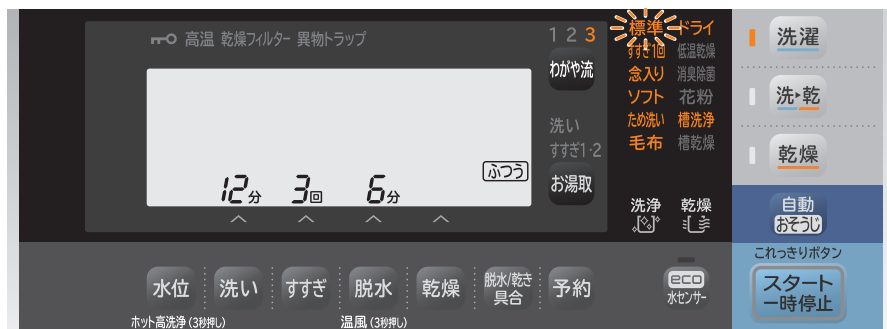 高温 乾燥フィルター 異物トラップ
1 2 3
わがや流
洗い
すすぎ1・2
お湯取
12分 3回 6分
ふつう
標準 ドライ
すすぎ1回 低温乾燥
念入り 消臭除菌
ソフト 花粉
ため洗い 槽洗浄
毛布 槽乾燥
洗浄 乾燥
洗濯
洗▸乾
乾燥
自動
おそうじ
水位 洗い すすぎ 脱水 乾燥 脱水/乾き具合 予約
ホット高洗浄(3秒押し) 温風(3秒押し)
eco
水センサー
これっきりボタン
スタート
一時停止